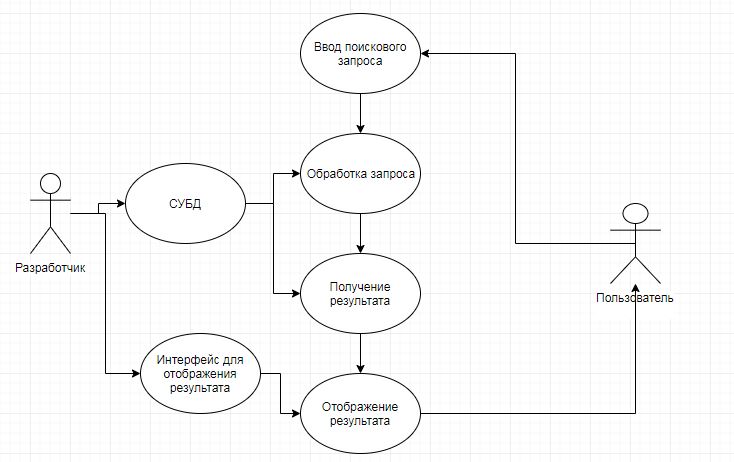 Ввод поискового
запроса
Обработка запроса
СУБД
Разработчик
Получение
результата
Пользователь
Интерфейс для
отображения
результата
Отображение
результата